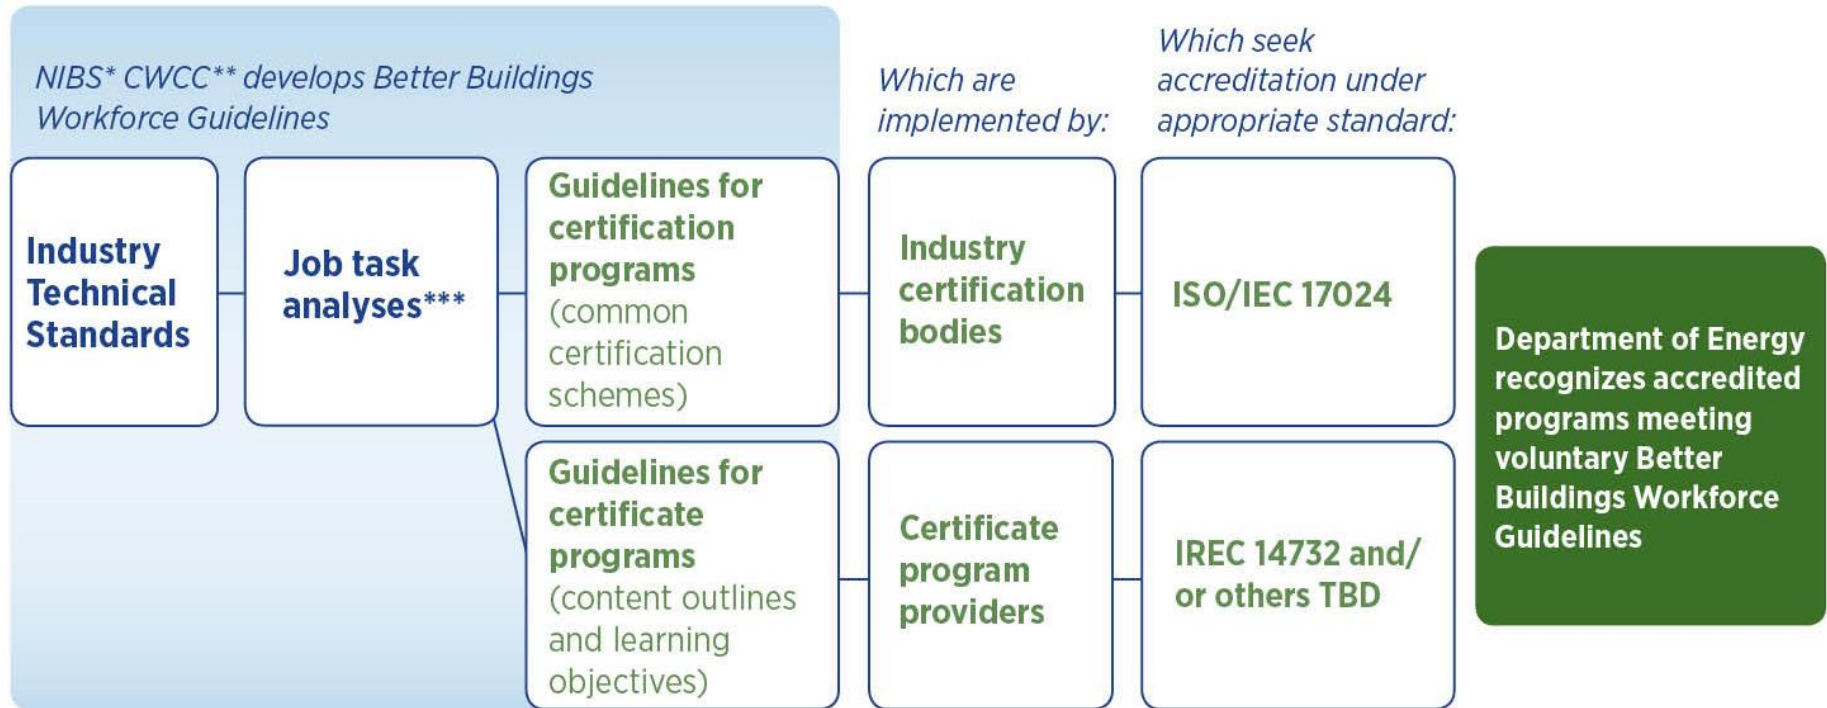 NIBS* CWCC** develops Better Buildings
Workforce Guidelines
Which are
implemented by:
Which seek
accreditation under
appropriate standard:
Industry
Technical
Standards
Job task
analyses***
Guidelines for
certification
programs
(common
certification
schemes)
Industry
certification
bodies
ISO/IEC 17024
Guidelines for
certificate
programs
(content outlines
and learning
objectives)
Certificate
program
providers
IREC 14732 and/
or others TBD
Department of Energy
recognizes accredited
programs meeting
voluntary Better
Buildings Workforce
Guidelines